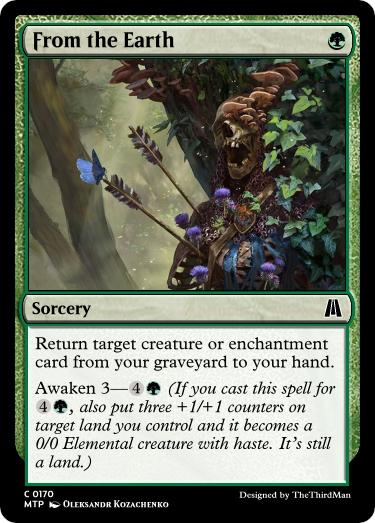 From the Earth
Sorcery
Return target creature or enchantment
card from your graveyard to your hand.
Awaken 3—4 (If you cast this spell for
4 , also put three +1/+1 counters on
target land you control and it becomes a
0/0 Elemental creature with haste. It's still
a land.)
C 0170
MTP Oleksandr Kozachenko
Designed by TheThirdMan